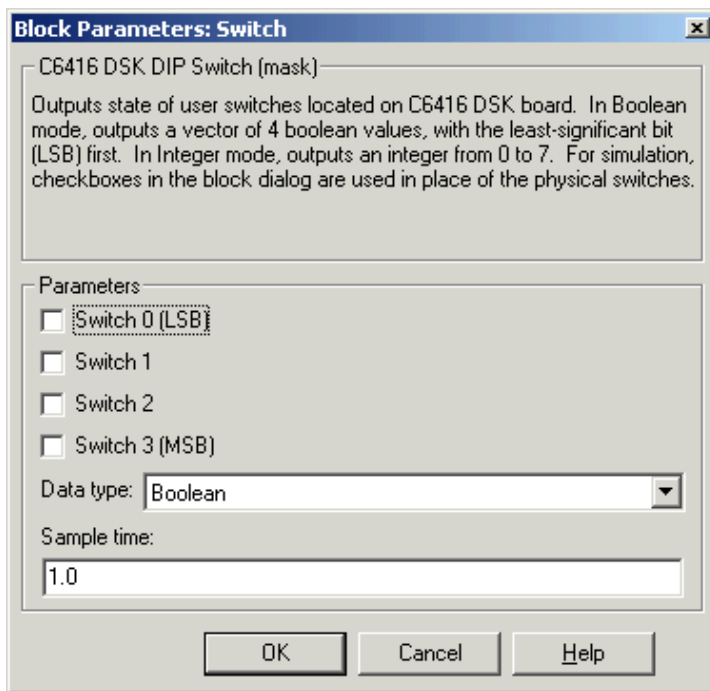 Block Parameters: Switch
C6416 DSK DIP Switch (mask)
Outputs state of user switches located on C6416 DSK board. In Boolean
mode, outputs a vector of 4 boolean values, with the least-significant bit
(LSB) first. In Integer mode, outputs an integer from 0 to 7. For simulation,
checkboxes in the block dialog are used in place of the physical switches.
Parameters
Switch 0 (LSB)
Switch 1
Switch 2
Switch 3 (MSB)
Data type: Boolean
Sample time:
1.0
OK Cancel Help